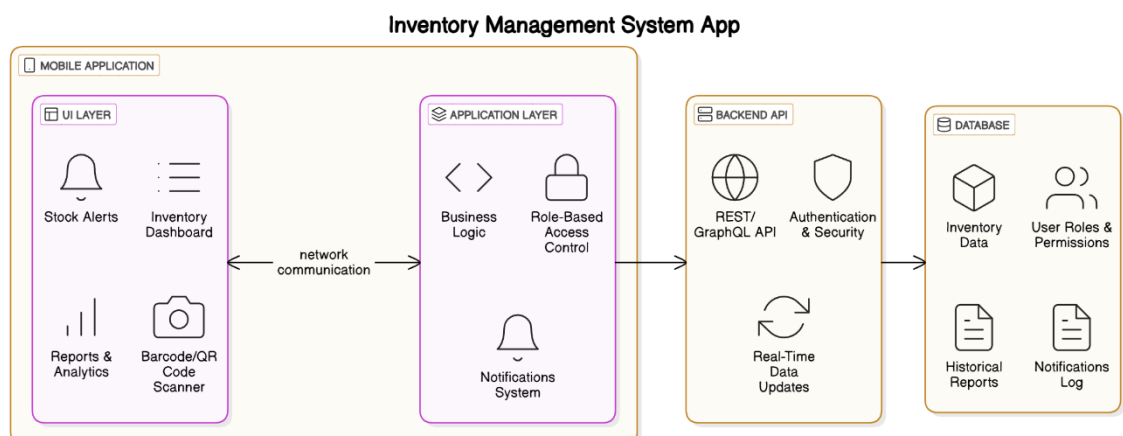 Inventory Management System App
MOBILE APPLICATION
UI LAYER
Stock Alerts
Inventory
Dashboard
Reports &
Analytics
Barcode/QR
Code
Scanner
network
communication
APPLICATION LAYER
Business
Logic
Role-Based
Access
Control
Notifications
System
BACKEND API
REST/
GraphQL API
Authentication
& Security
Real-Time
Data
Updates
DATABASE
Inventory
Data
User Roles &
Permissions
Historical
Reports
Notifications
Log